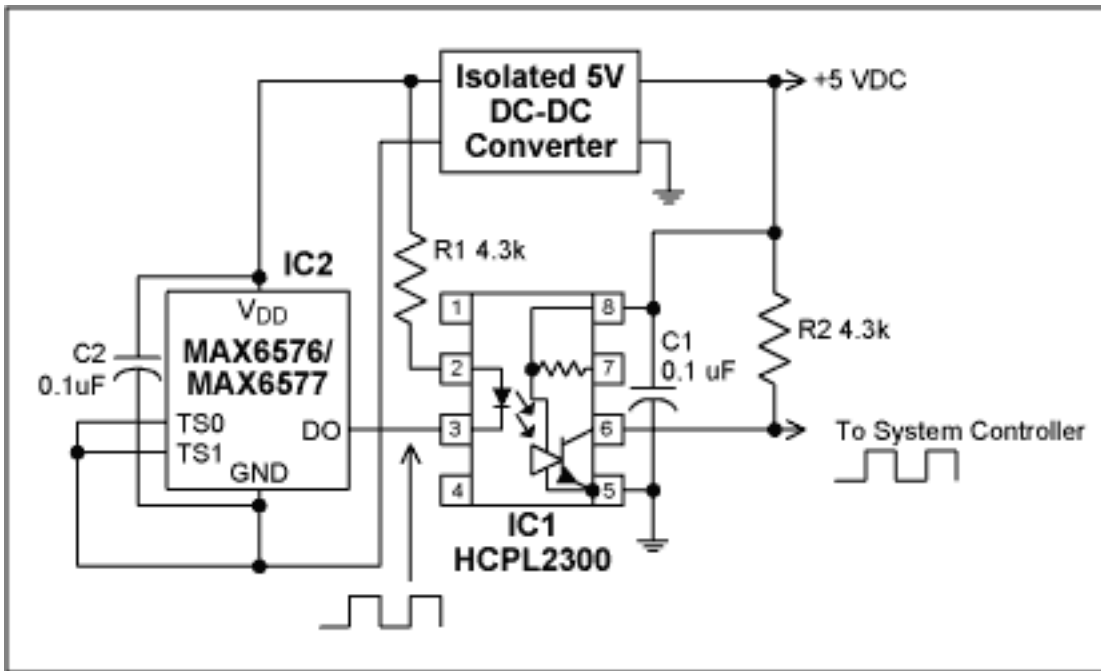 Isolated 5V
DC-DC
Converter
+5 VDC
R1 4.3k
IC2
VDD
MAX6576/
MAX6577
C2
0.1uF
TS0
TS1
DO
GND
1
2
3
4
8
7
6
5
C1
0.1 uF
R2 4.3k
To System Controller
IC1
HCPL2300